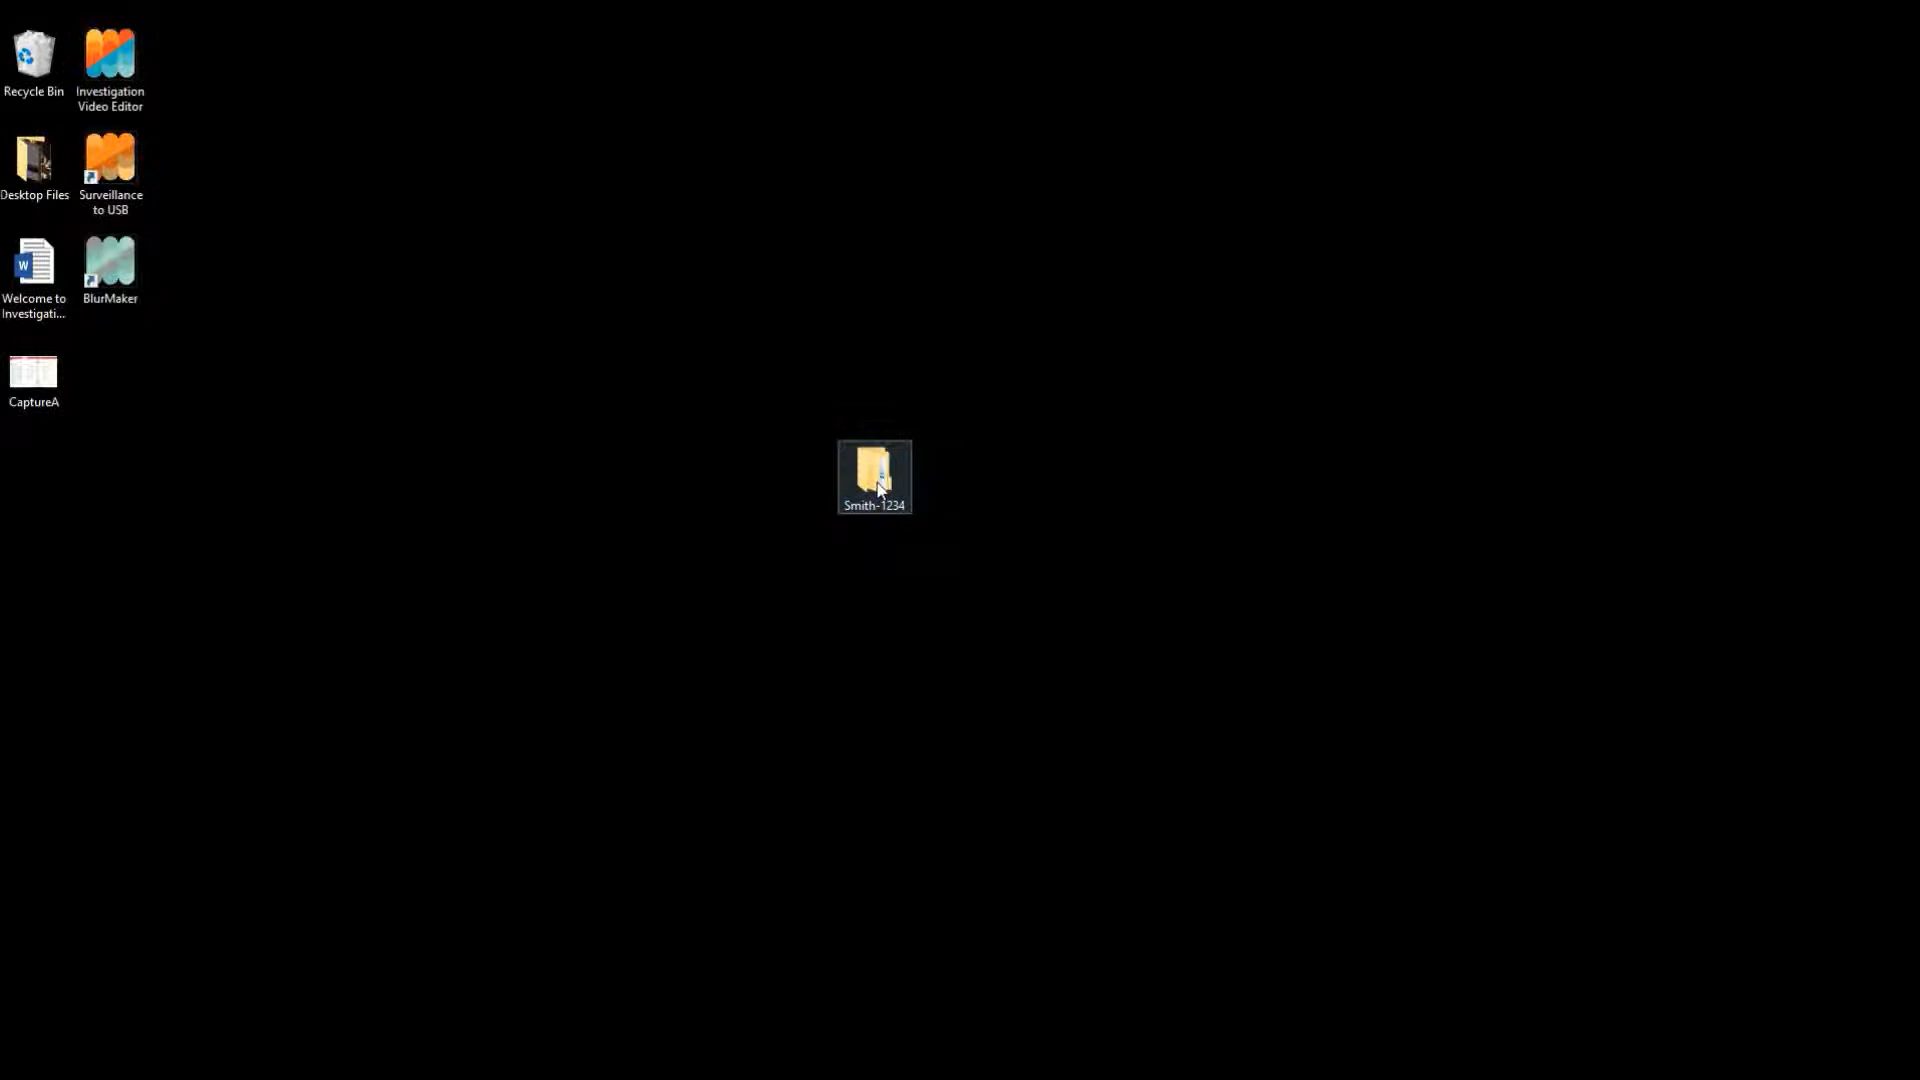 Recycle Bin
Investigation
Video Editor
Desktop Files
Surveillance
to USB
W
Welcome to
Investigati...
BlurMaker
CaptureA
Smith-1234